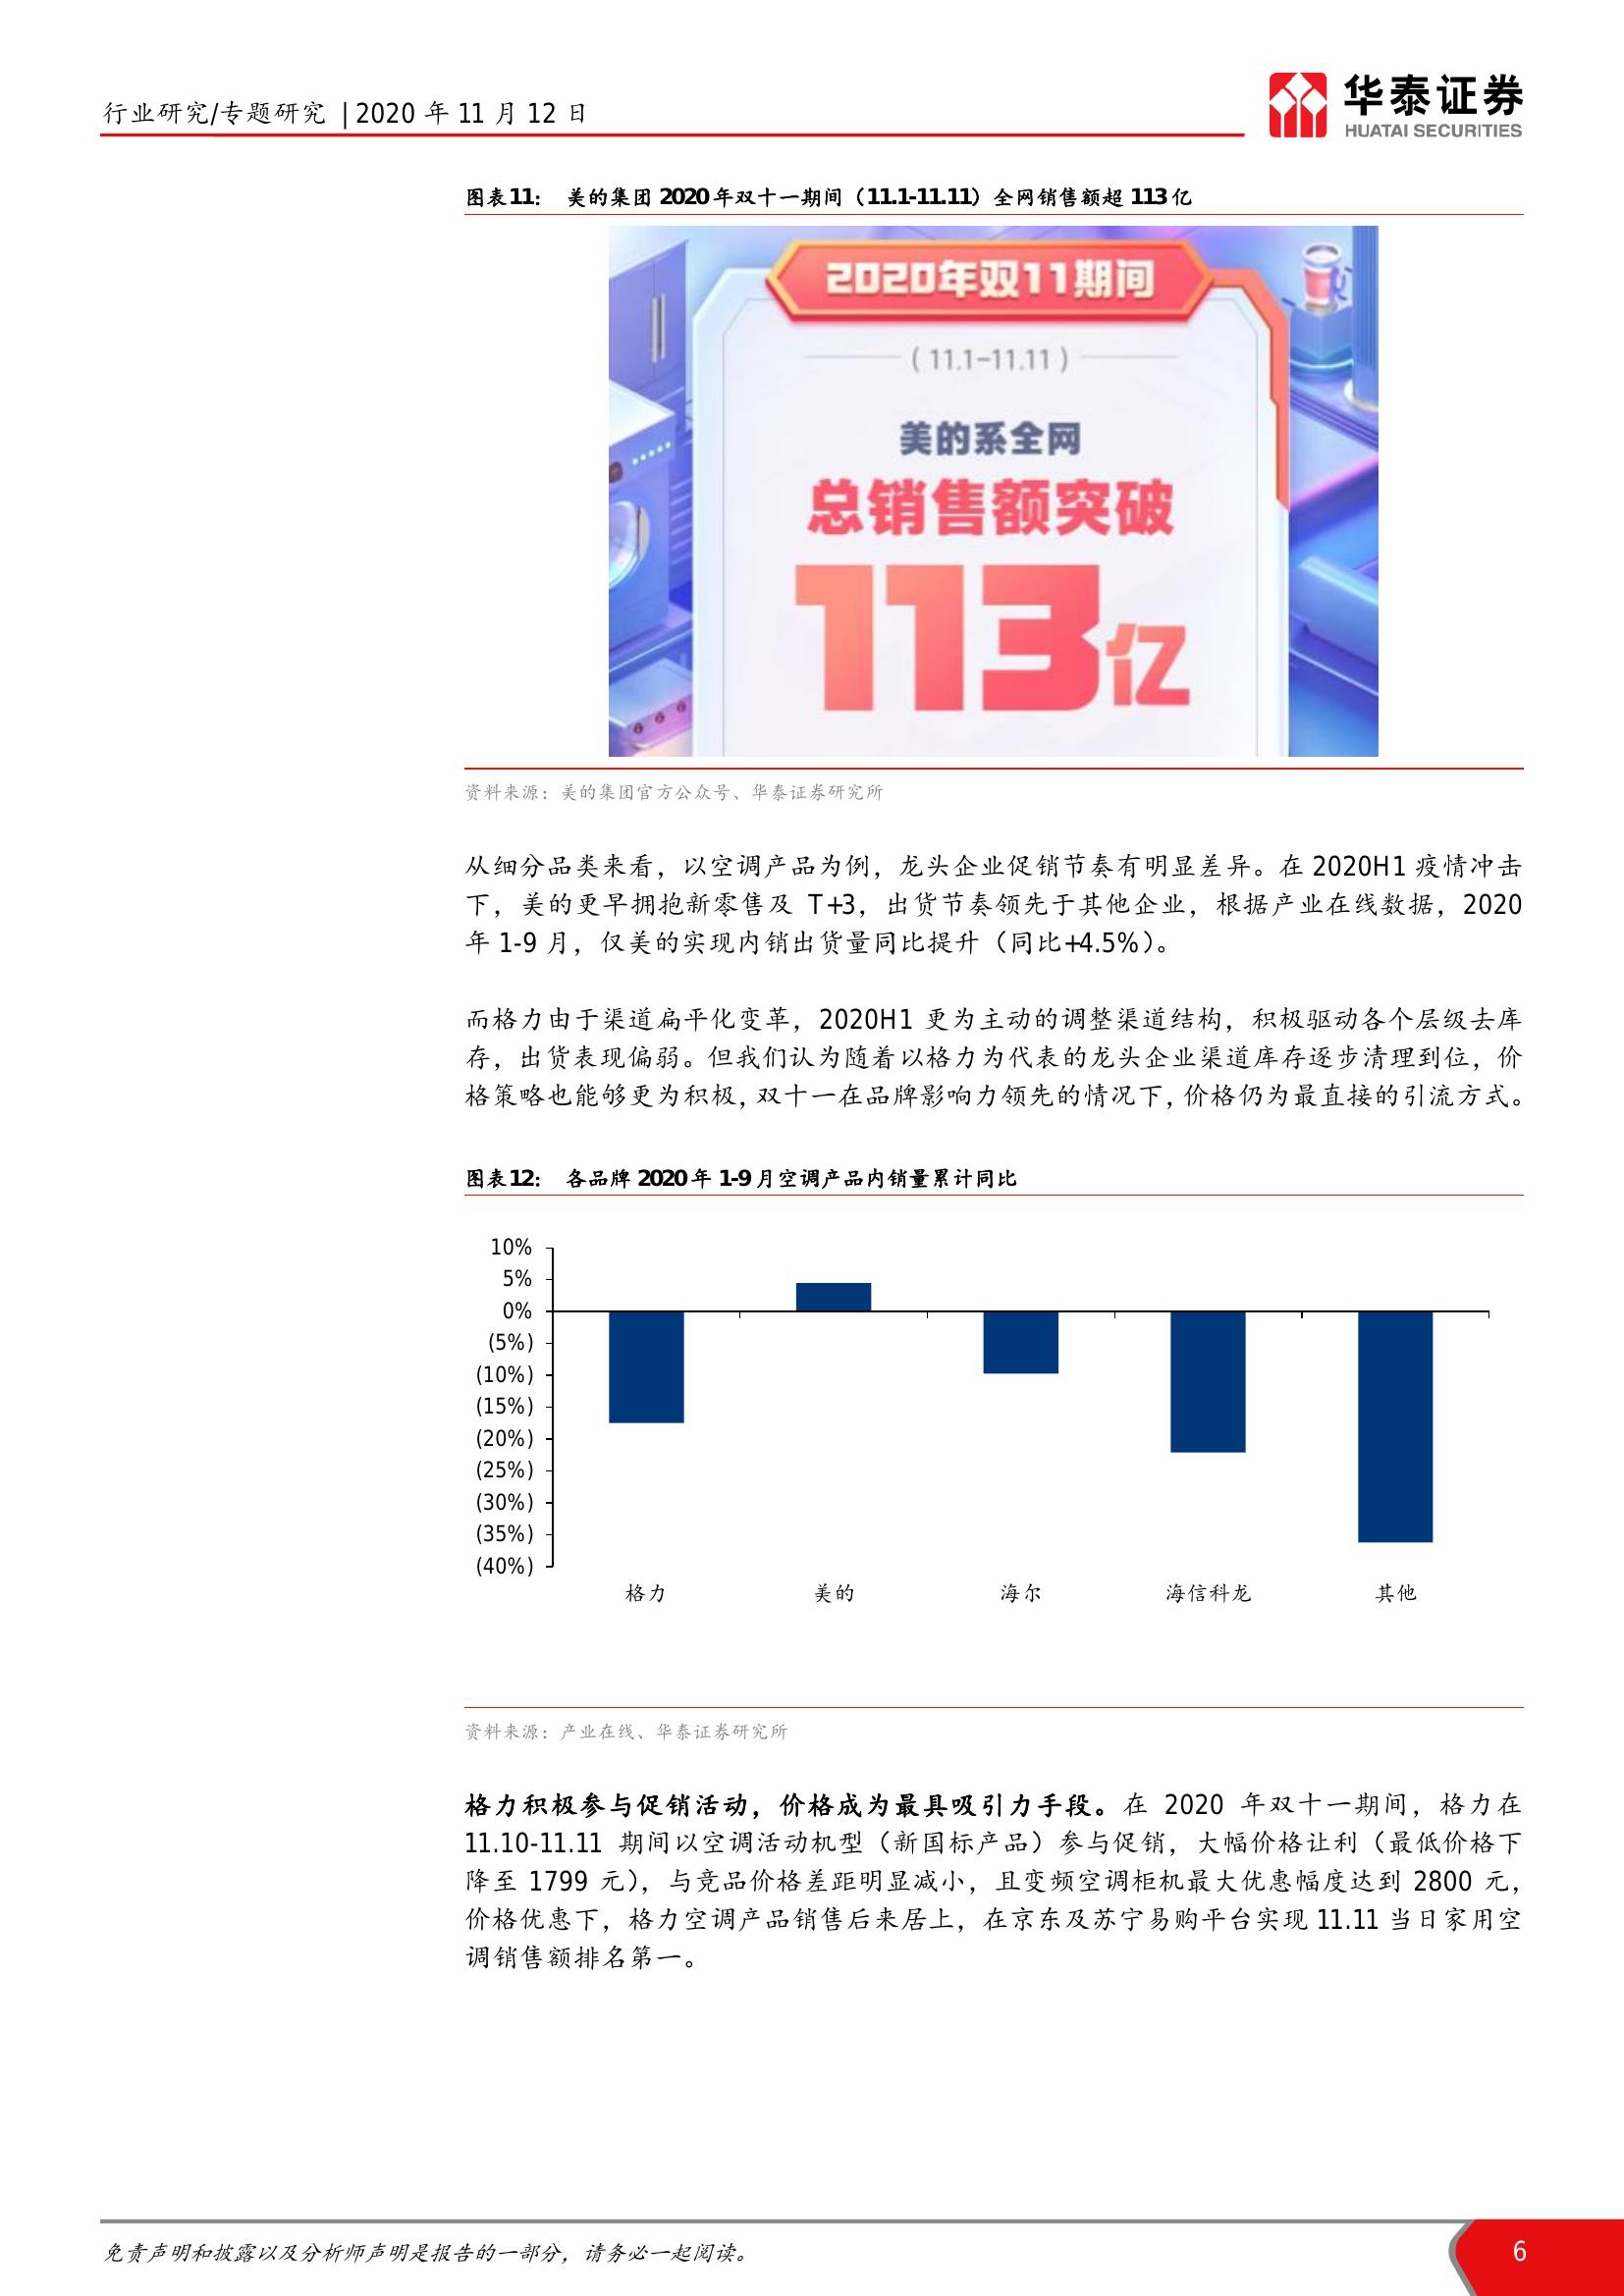 行业研究/专题研究 | 2020 年 11 月 12 日
华泰证券
HUATAI SECURITIES
图表11： 美的集团 2020 年双十一期间（11.1-11.11）全网销售额超 113 亿
2020年双11期间
( 11.1-11.11 )
美的系全网
总销售额突破
113亿
资料来源：美的集团官方公众号、华泰证券研究所
从细分品类来看，以空调产品为例，龙头企业促销节奏有明显差异。在 2020H1 疫情冲击
下，美的更早拥抱新零售及 T+3，出货节奏领先于其他企业，根据产业在线数据，2020
年 1-9 月，仅美的实现内销出货量同比提升（同比+4.5%）。
而格力由于渠道扁平化变革，2020H1 更为主动的调整渠道结构，积极驱动各个层级去库
存，出货表现偏弱。但我们认为随着以格力为代表的龙头企业渠道库存逐步清理到位，价
格策略也能够更为积极，双十一在品牌影响力领先的情况下，价格仍为最直接的引流方式。
图表12： 各品牌 2020 年 1-9 月空调产品内销量累计同比
10%
5%
0%
(5%)
(10%)
(15%)
(20%)
(25%)
(30%)
(35%)
(40%)
格力 美的 海尔 海信科龙 其他
资料来源：产业在线、华泰证券研究所
格力积极参与促销活动，价格成为最具吸引力手段。在 2020 年双十一期间，格力在
11.10-11.11 期间以空调活动机型（新国标产品）参与促销，大幅价格让利（最低价格下
降至 1799 元），与竞品价格差距明显减小，且变频空调柜机最大优惠幅度达到 2800 元，
价格优惠下，格力空调产品销售后来居上，在京东及苏宁易购平台实现 11.11 当日家用空
调销售额排名第一。
免责声明和披露以及分析师声明是报告的一部分，请务必一起阅读。
6